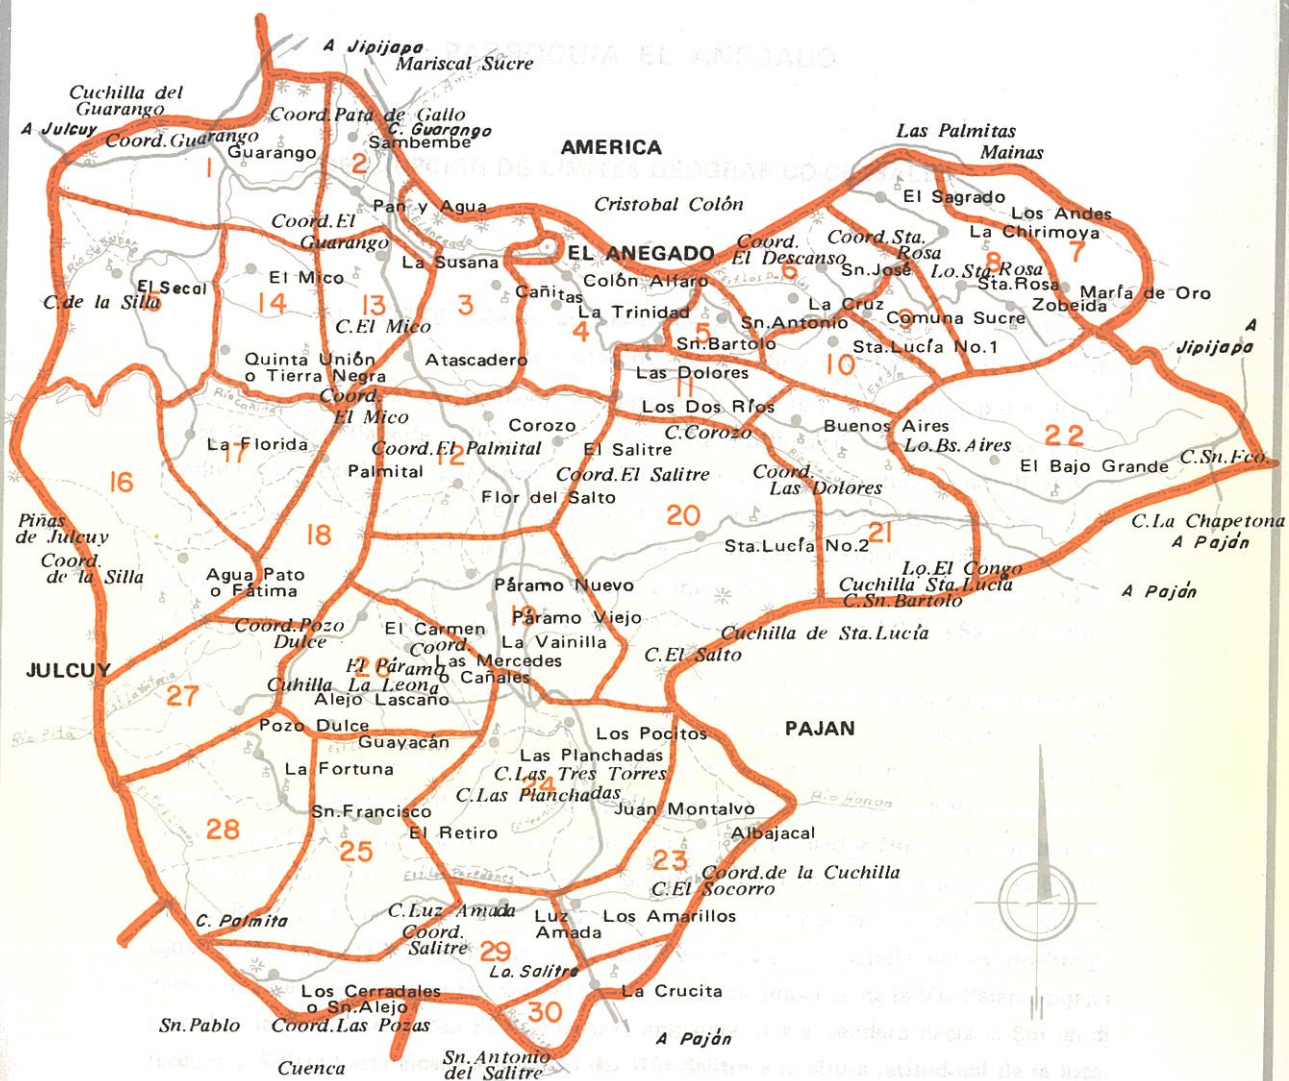 A Jipijapa
PARROQUIA EL ANEGADO
Mariscal Sucre
Cuchilla del
Guarango
Coord. Pata de Gallo
A Julcuy
Coord. Guarango
C. Guarango
Sambembe
Guarango
1
2
AMERICA
Las Palmitas
Mainas
Pan y Agua
Cristobal Colón
El Sagrado
Los Andes
La Chirimoya
7
Coord. El
Guarango
La Susana
EL ANEGADO
Coord.
El Descanso
6
Coord. Sta.
Rosa
Sn. José
8
Lo. Sta. Rosa
Sta. Rosa
Zobeida
María de Oro
El Secal
C. de la Silla
El Mico
14
13
C. El Mico
3
Cañitas
Colón Alfaro
La Trinidad
4
5
Sn. Bartolo
Sn. Antonio
La Cruz
9
Comuna Sucre
10
Sta. Lucía No.1
A
Jipijapa
Quinta Unión
o Tierra Negra
Atascadero
Las Dolores
11
Los Dos Ríos
Coord.
El Mico
Río Cañitas
La Florida
17
Coord. El Palmital
12
Palmital
Corozo
El Salitre
C. Corozo
Coord. El Salitre
Flor del Salto
Buenos Aires
Lo. Bs. Aires
22
El Bajo Grande
C. Sn. Fco.
16
Coord.
Las Dolores
20
21
18
Piñas
de Julcuy
Coord.
de la Silla
Sta. Lucía No.2
C. La Chapetona
A Paján
Agua Pato
o Fátima
Páramo Nuevo
19
Páramo Viejo
La Vainilla
Lo. El Congo
Cuchilla Sta. Lucía
C. Sn. Bartolo
A Paján
Coord. Pozo
Dulce
El Carmen
Coord.
El Páramo
Las Mercedes
o Cañales
Cuchilla de Sta. Lucía
C. El Salto
JULCUY
26
Cuhilla La Leona
Alejo Lascano
27
Pozo Dulce
Guayacán
Los Pocitos
PAJAN
La Fortuna
Las Planchadas
C. Las Tres Torres
24
C. Las Planchadas
Río Hondo
Sn. Francisco
El Retiro
Juan Montalvo
Albajacal
28
25
23
Coord. de la Cuchilla
C. El Socorro
C. Palmita
C. Luz Amada
Coord.
Salitre
Luz
Amada
Los Amarillos
29
Lo. Salitre
Los Cerradales
o Sn. Alejo
La Crucita
30
Sn. Pablo
Coord. Las Pozas
Cuenca
Sn. Antonio
del Salitre
A Paján